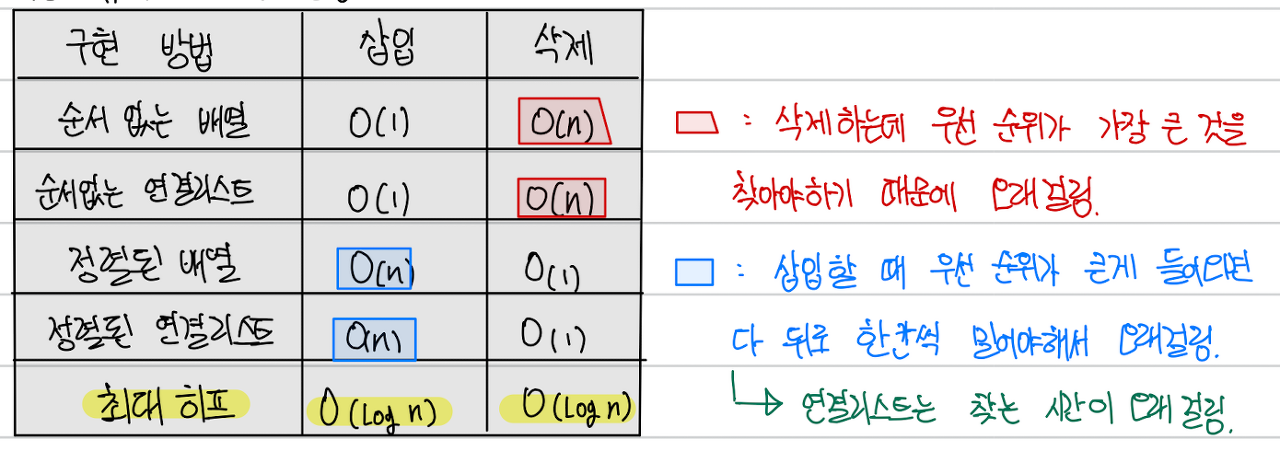 구현 방법 삽입 삭제
순서 없는 배열 O(1) O(n)
순서없는 연결리스트 O(1) O(n)
정렬된 배열 O(n) O(1)
정렬된 연결리스트 O(n) O(1)
최대 히프 O(Log n) O(Log n)
: 삭제하는데 우선 순위가 가장 큰 것을
찾아야하기 때문에 오래걸림.
: 삽입할 때 우선 순위가 큰게 들어오면
다 뒤로 한칸씩 밀어야해서 오래걸림.
→ 연결리스트는 찾는 시간이 오래 걸림.